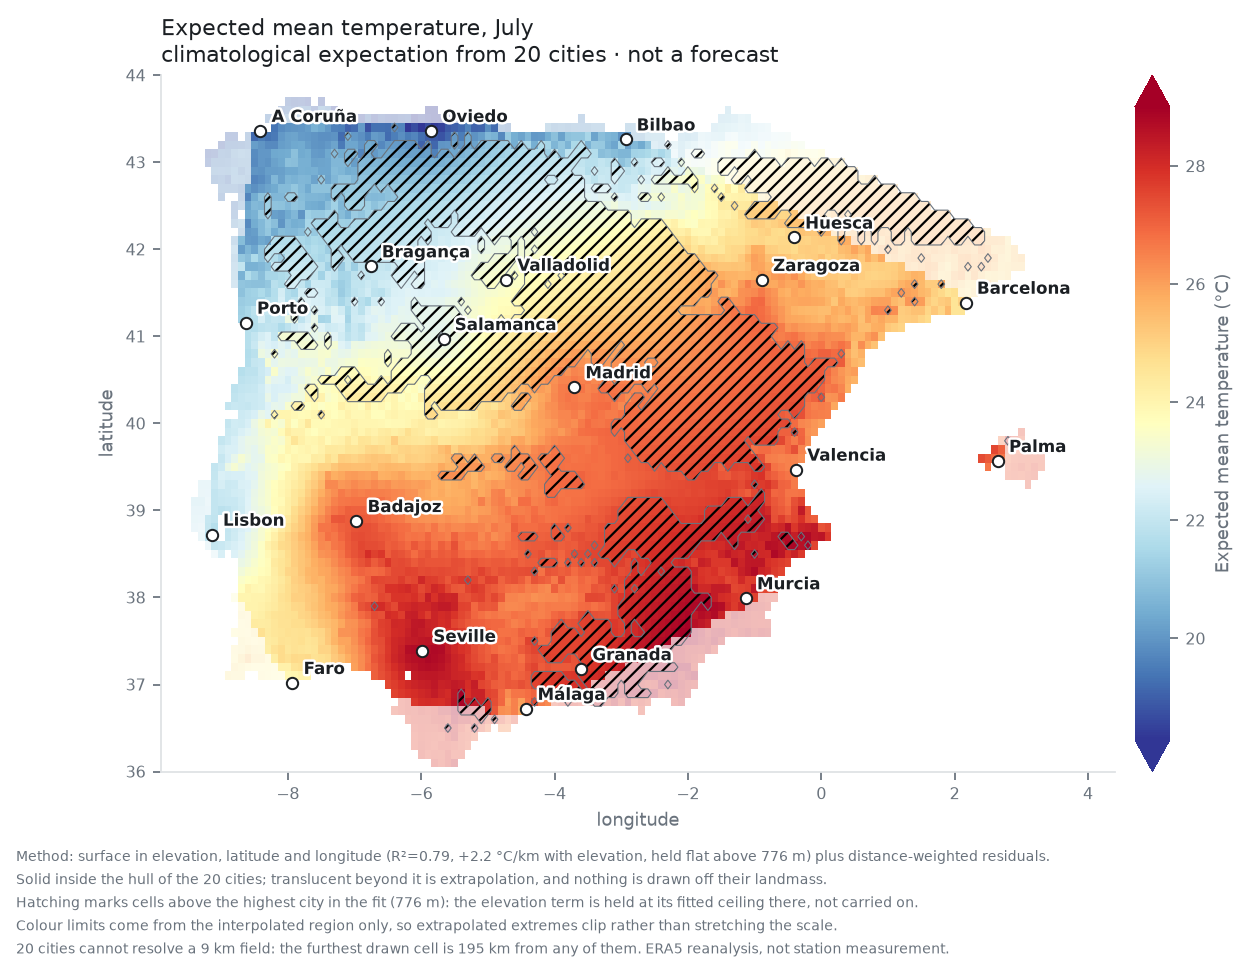 Expected mean temperature, July
climatological expectation from 20 cities · not a forecast
44
43
42
41
40
39
38
37
36
latitude
−8
−6
−4
−2
0
2
4
longitude
A Coruña
Oviedo
Bilbao
Huesca
Bragança
Valladolid
Zaragoza
Barcelona
Porto
Salamanca
Madrid
Palma
Valencia
Badajoz
Lisbon
Murcia
Seville
Granada
Faro
Málaga
28
26
24
22
20
Expected mean temperature (°C)
Method: surface in elevation, latitude and longitude (R²=0.79, +2.2 °C/km with elevation, held flat above 776 m) plus distance-weighted residuals.
Solid inside the hull of the 20 cities; translucent beyond it is extrapolation, and nothing is drawn off their landmass.
Hatching marks cells above the highest city in the fit (776 m): the elevation term is held at its fitted ceiling there, not carried on.
Colour limits come from the interpolated region only, so extrapolated extremes clip rather than stretching the scale.
20 cities cannot resolve a 9 km field: the furthest drawn cell is 195 km from any of them. ERA5 reanalysis, not station measurement.